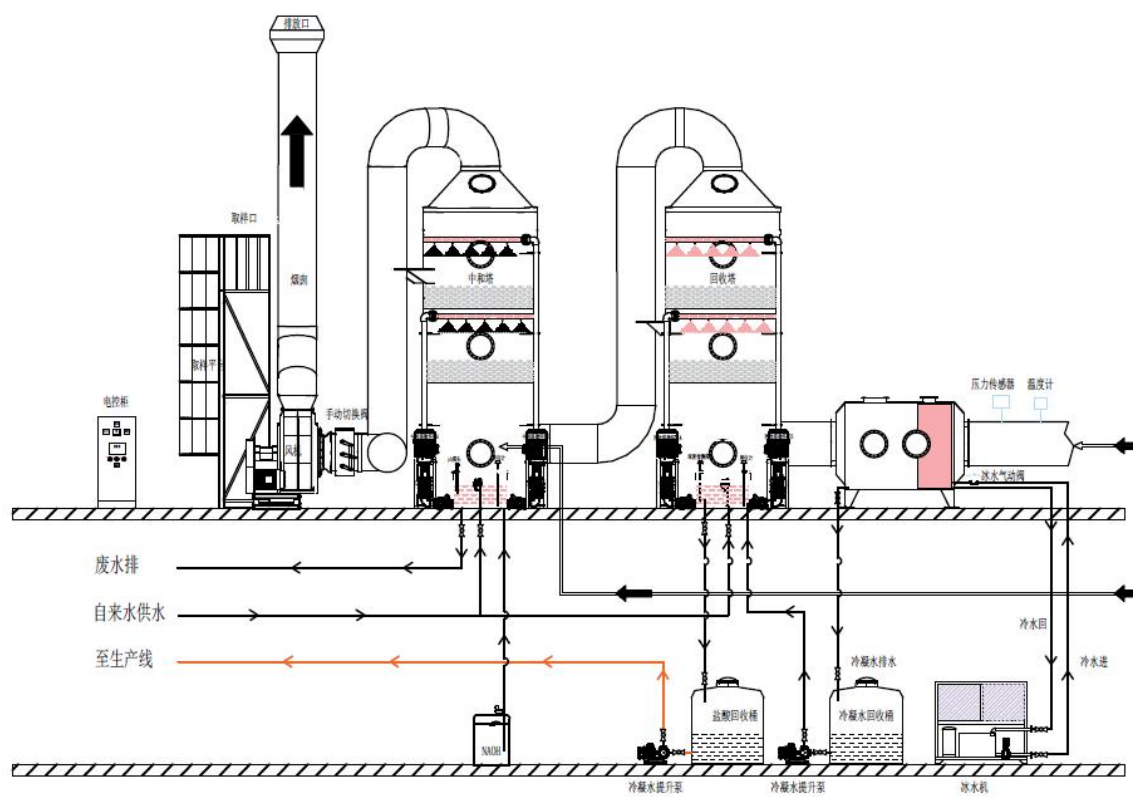 排放口
取样口
中和塔
回收塔
烟囱
取样平
压力传感器
温度计
电控柜
手动切换阀
风机
冰水气动阀
废水排
自来水供水
冷水回
至生产线
冷凝水排水
冷水进
盐酸回收桶
冷凝水回收桶
NAOH
冷凝水提升泵
冷凝水提升泵
冰水机